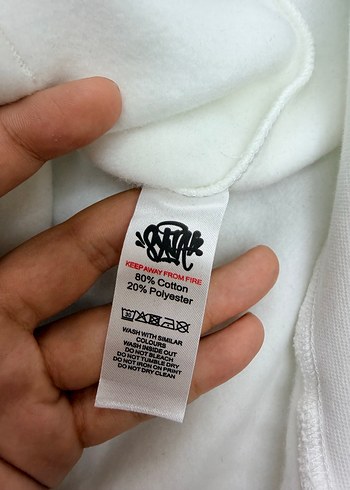 KEEP AWAY FROM FIRE
80% Cotton
20% Polyester
30
WASH WITH SIMILAR
COLOURS
WASH INSIDE OUT
DO NOT BLEACH
DO NOT TUMBLE DRY
DO NOT IRON ON PRINT
DO NOT DRY CLEAN